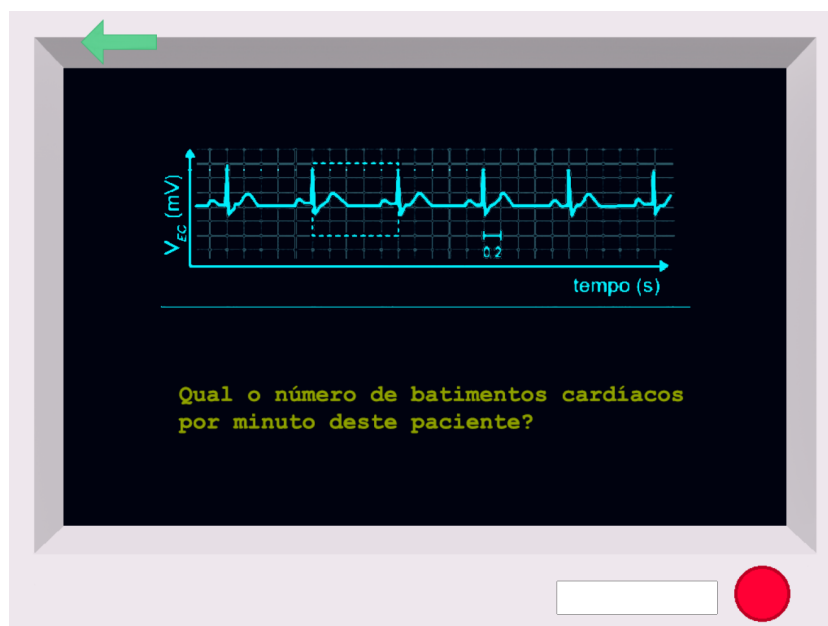 V_EC (mV)
0.2
tempo (s)
Qual o número de batimentos cardíacos
por minuto deste paciente?